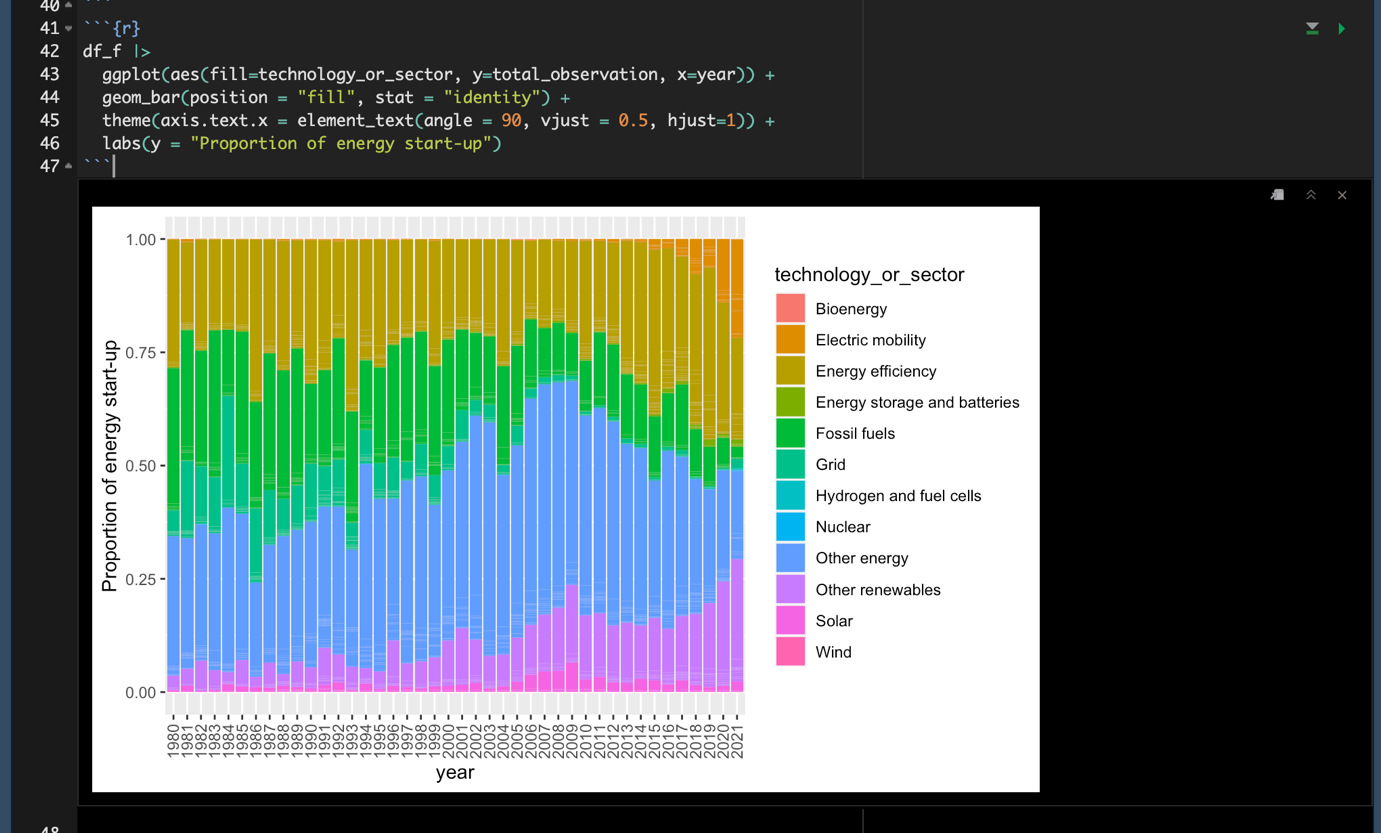 40 ```
41 ```{r}
42 df_f |>
43 ggplot(aes(fill=technology_or_sector, y=total_observation, x=year)) +
44 geom_bar(position = "fill", stat = "identity") +
45 theme(axis.text.x = element_text(angle = 90, vjust = 0.5, hjust=1)) +
46 labs(y = "Proportion of energy start-up")
47 ```
1.00
0.75
0.50
0.25
0.00
Proportion of energy start-up
1980 1981 1982 1983 1984 1985 1986 1987 1988 1989 1990 1991 1992 1993 1994 1995 1996 1997 1998 1999 2000 2001 2002 2003 2004 2005 2006 2007 2008 2009 2010 2011 2012 2013 2014 2015 2016 2017 2018 2019 2020 2021
year
technology_or_sector
Bioenergy
Electric mobility
Energy efficiency
Energy storage and batteries
Fossil fuels
Grid
Hydrogen and fuel cells
Nuclear
Other energy
Other renewables
Solar
Wind
48